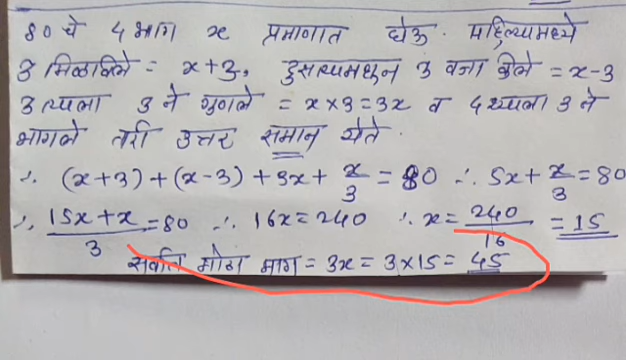 80 चे 4 भाग x प्रमाणात घेऊ. पहिल्यामध्ये
3 मिळविले = x+3, दुसऱ्यामधून 3 वजा केले = x-3
3 ऱ्याला 3 ने गुणले = x×3=3x व 4 थ्याला 3 ने
भागले तरी उत्तर समान येते.
∴ (x+3)+(x-3)+3x+x/3=80 ∴ 5x+x/3=80
∴ 15x+x/3=80 ∴ 16x=240 ∴ x=240/16=15
सर्वात मोठा भाग=3x=3×15=45